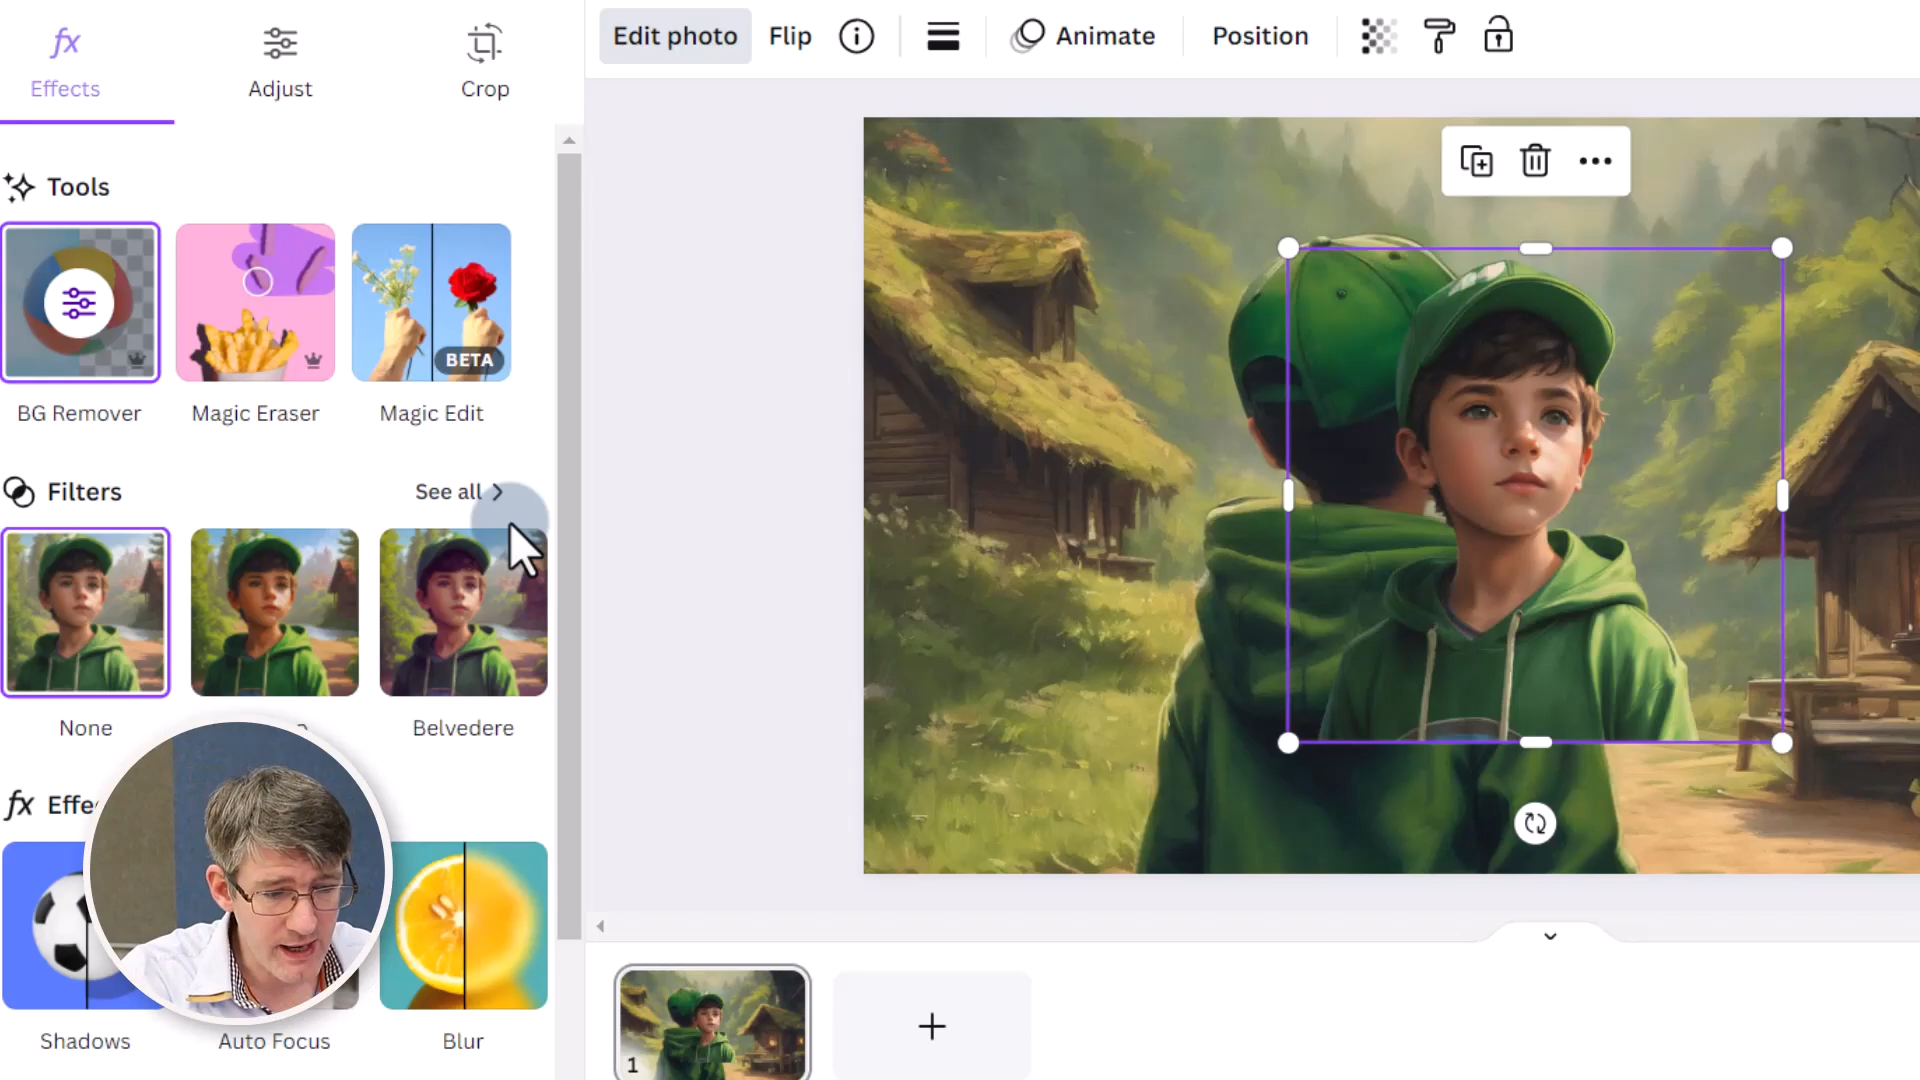 Effects
Adjust
Crop
Edit photo
Flip
Animate
Position
Tools
BETA
BG Remover
Magic Eraser
Magic Edit
Filters
See all
None
Belvedere
fx Effe
Shadows
Auto Focus
Blur
1